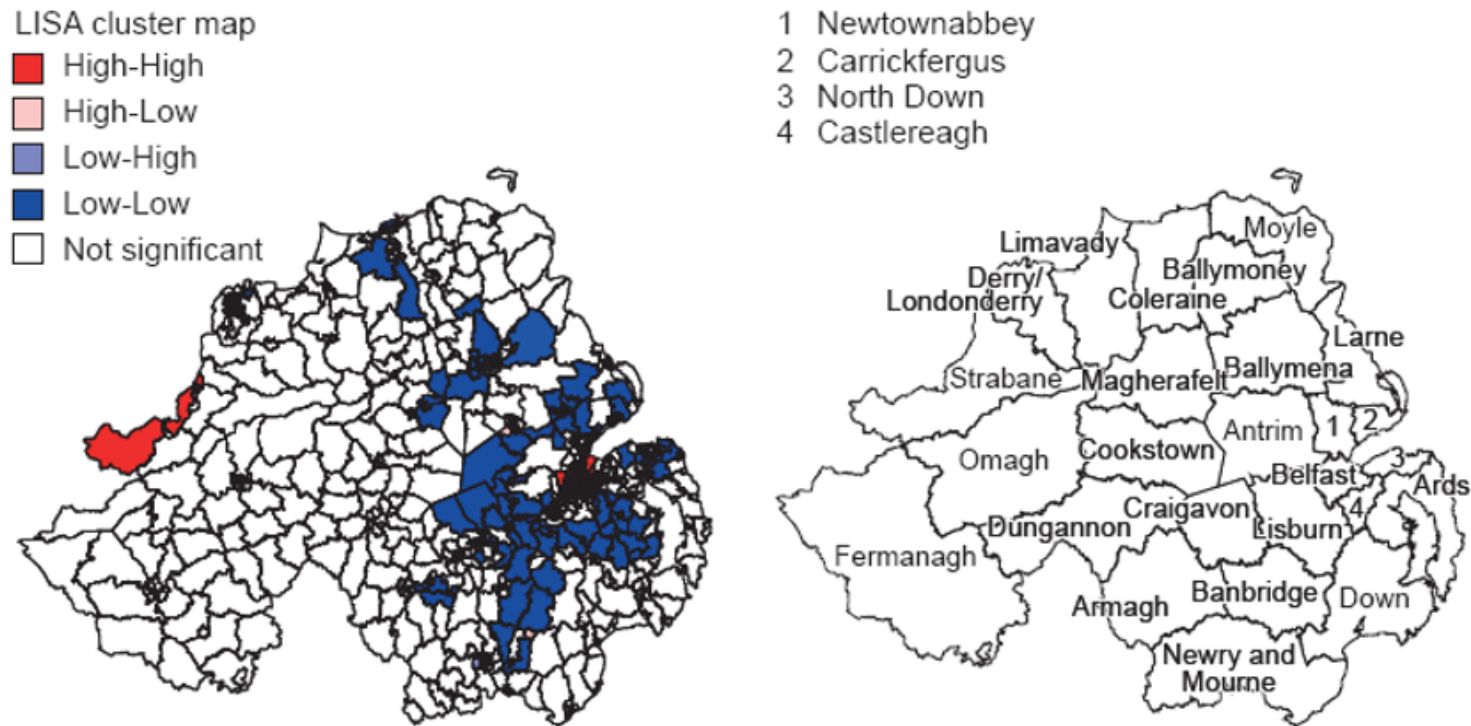 LISA cluster map
High-High
High-Low
Low-High
Low-Low
Not significant
1 Newtownabbey
2 Carrickfergus
3 North Down
4 Castlereagh
Moyle
Limavady
Ballymoney
Derry/
Londonderry
Coleraine
Larne
Ballymena
Strabane
Magherafelt
1
2
Antrim
Cookstown
Omagh
3
Belfast
Ards
4
Craigavon
Lisburn
Dungannon
Fermanagh
Banbridge
Down
Armagh
Newry and
Mourne